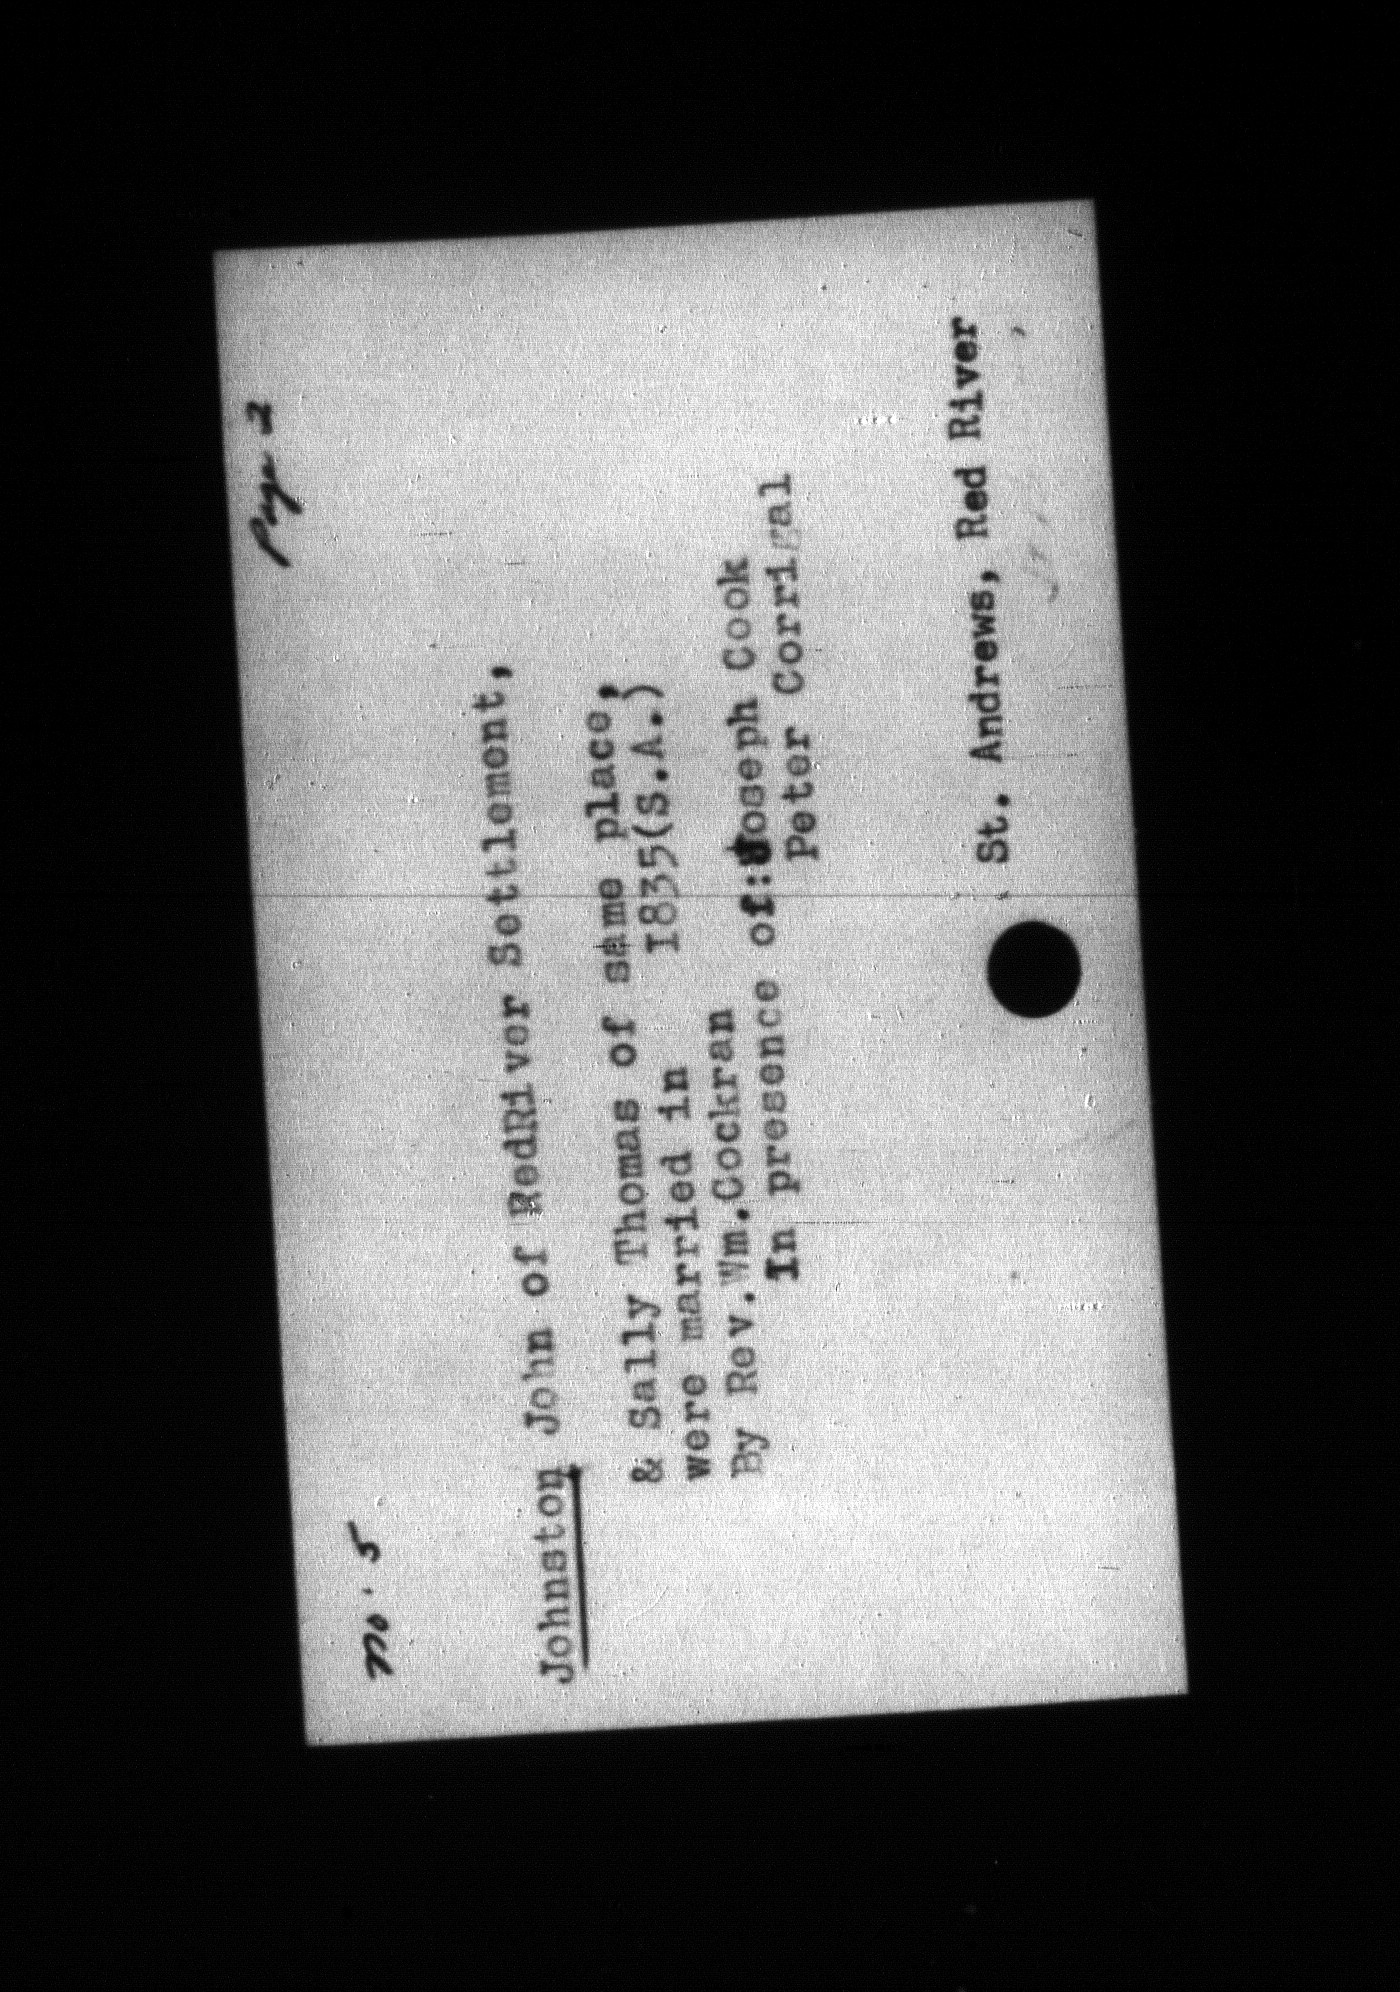 Page 2
No. 5
Johnston John of RedRiver Settlement,
& Sally Thomas of same place,
were married in 1835(S.A.)
By Rev.Wm.Cockran
In presence of:Joseph Cook
Peter Corrigal
St. Andrews, Red River